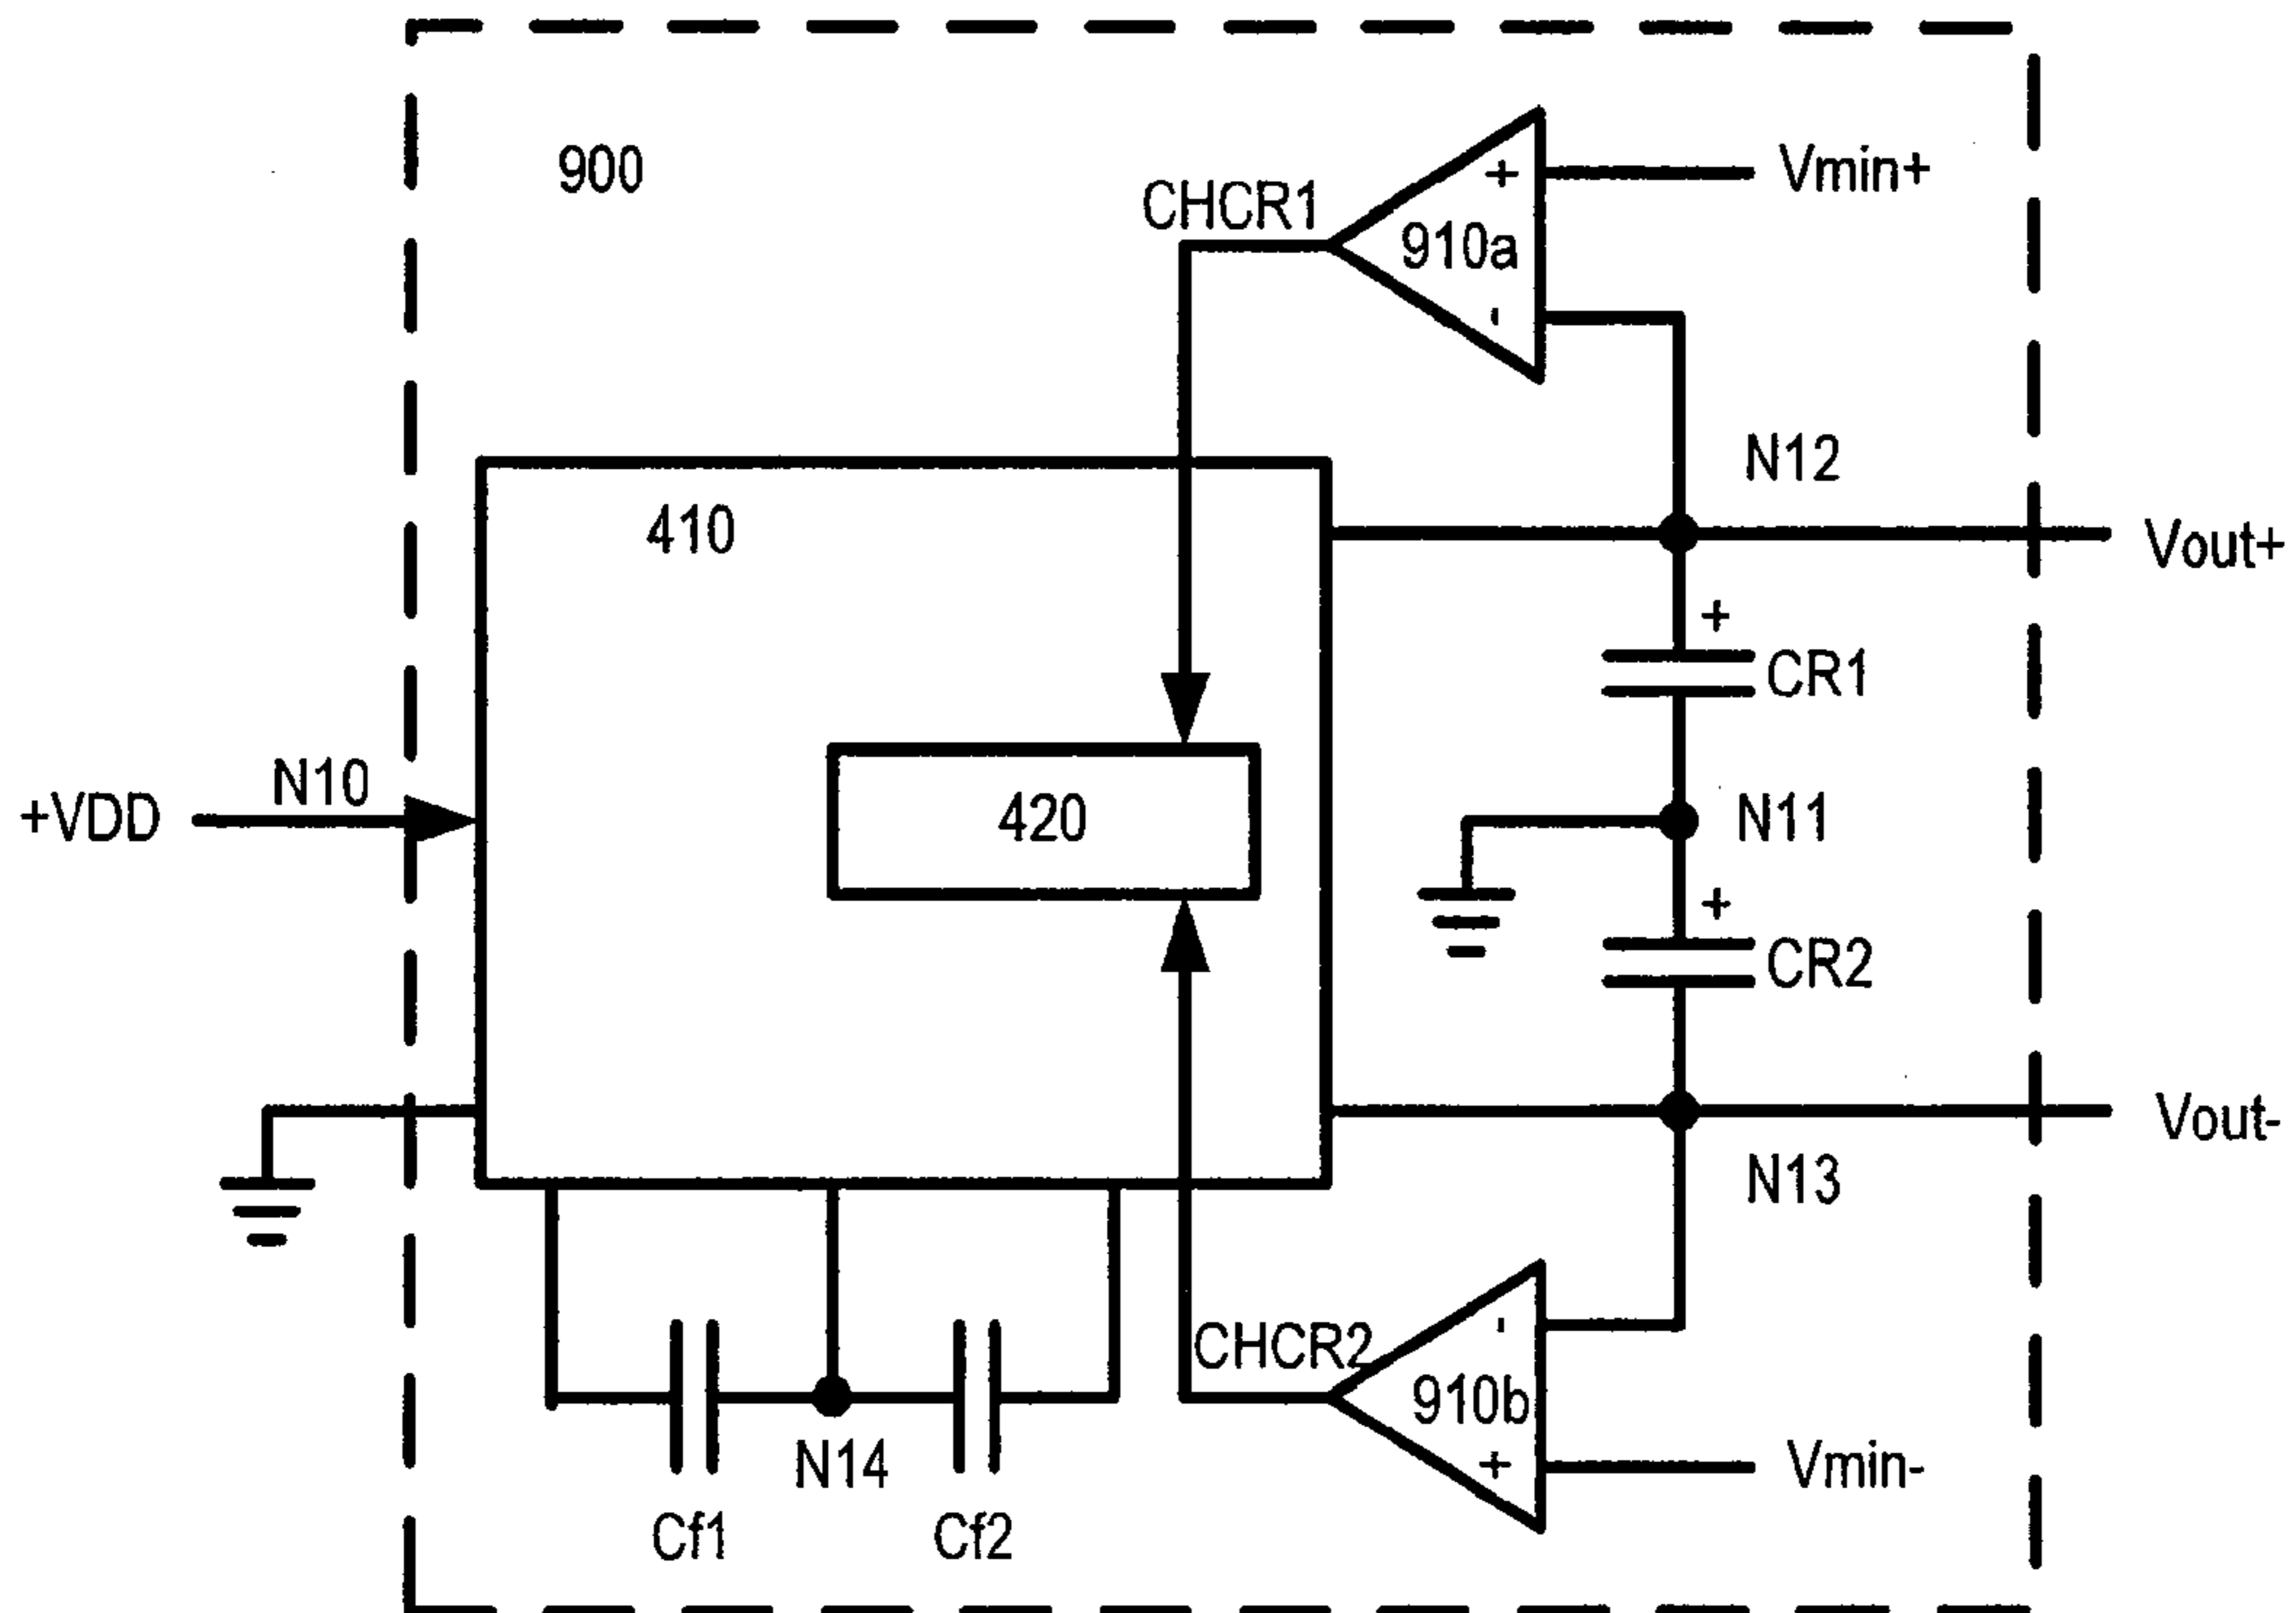 900
CHCR1
+
910a
-
Vmin+
N12
410
Vout+
+
CR1
N10
+VDD
420
N11
+
CR2
Vout-
N13
CHCR2
-
910b
+
Vmin-
N14
Cf1
Cf2